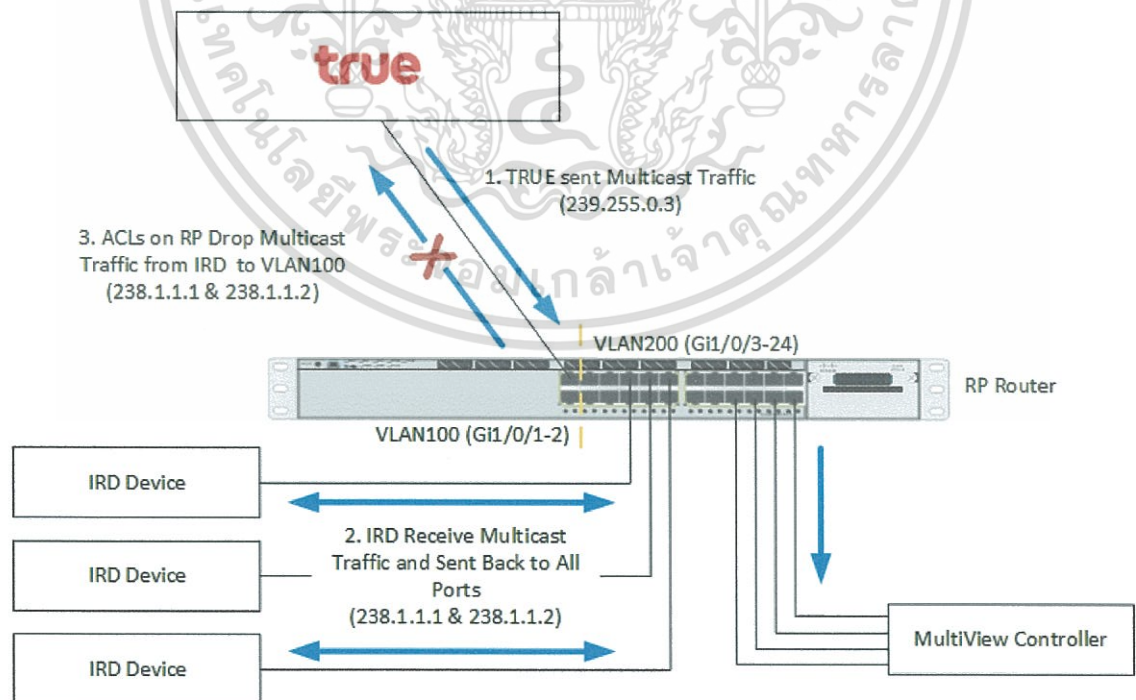 true
1. TRUE sent Multicast Traffic
(239.255.0.3)
3. ACLs on RP Drop Multicast
Traffic from IRD to VLAN100
(238.1.1.1 & 238.1.1.2)
VLAN200 (Gi1/0/3-24)
RP Router
VLAN100 (Gi1/0/1-2)
IRD Device
2. IRD Receive Multicast
Traffic and Sent Back to All
Ports
(238.1.1.1 & 238.1.1.2)
IRD Device
IRD Device
MultiView Controller